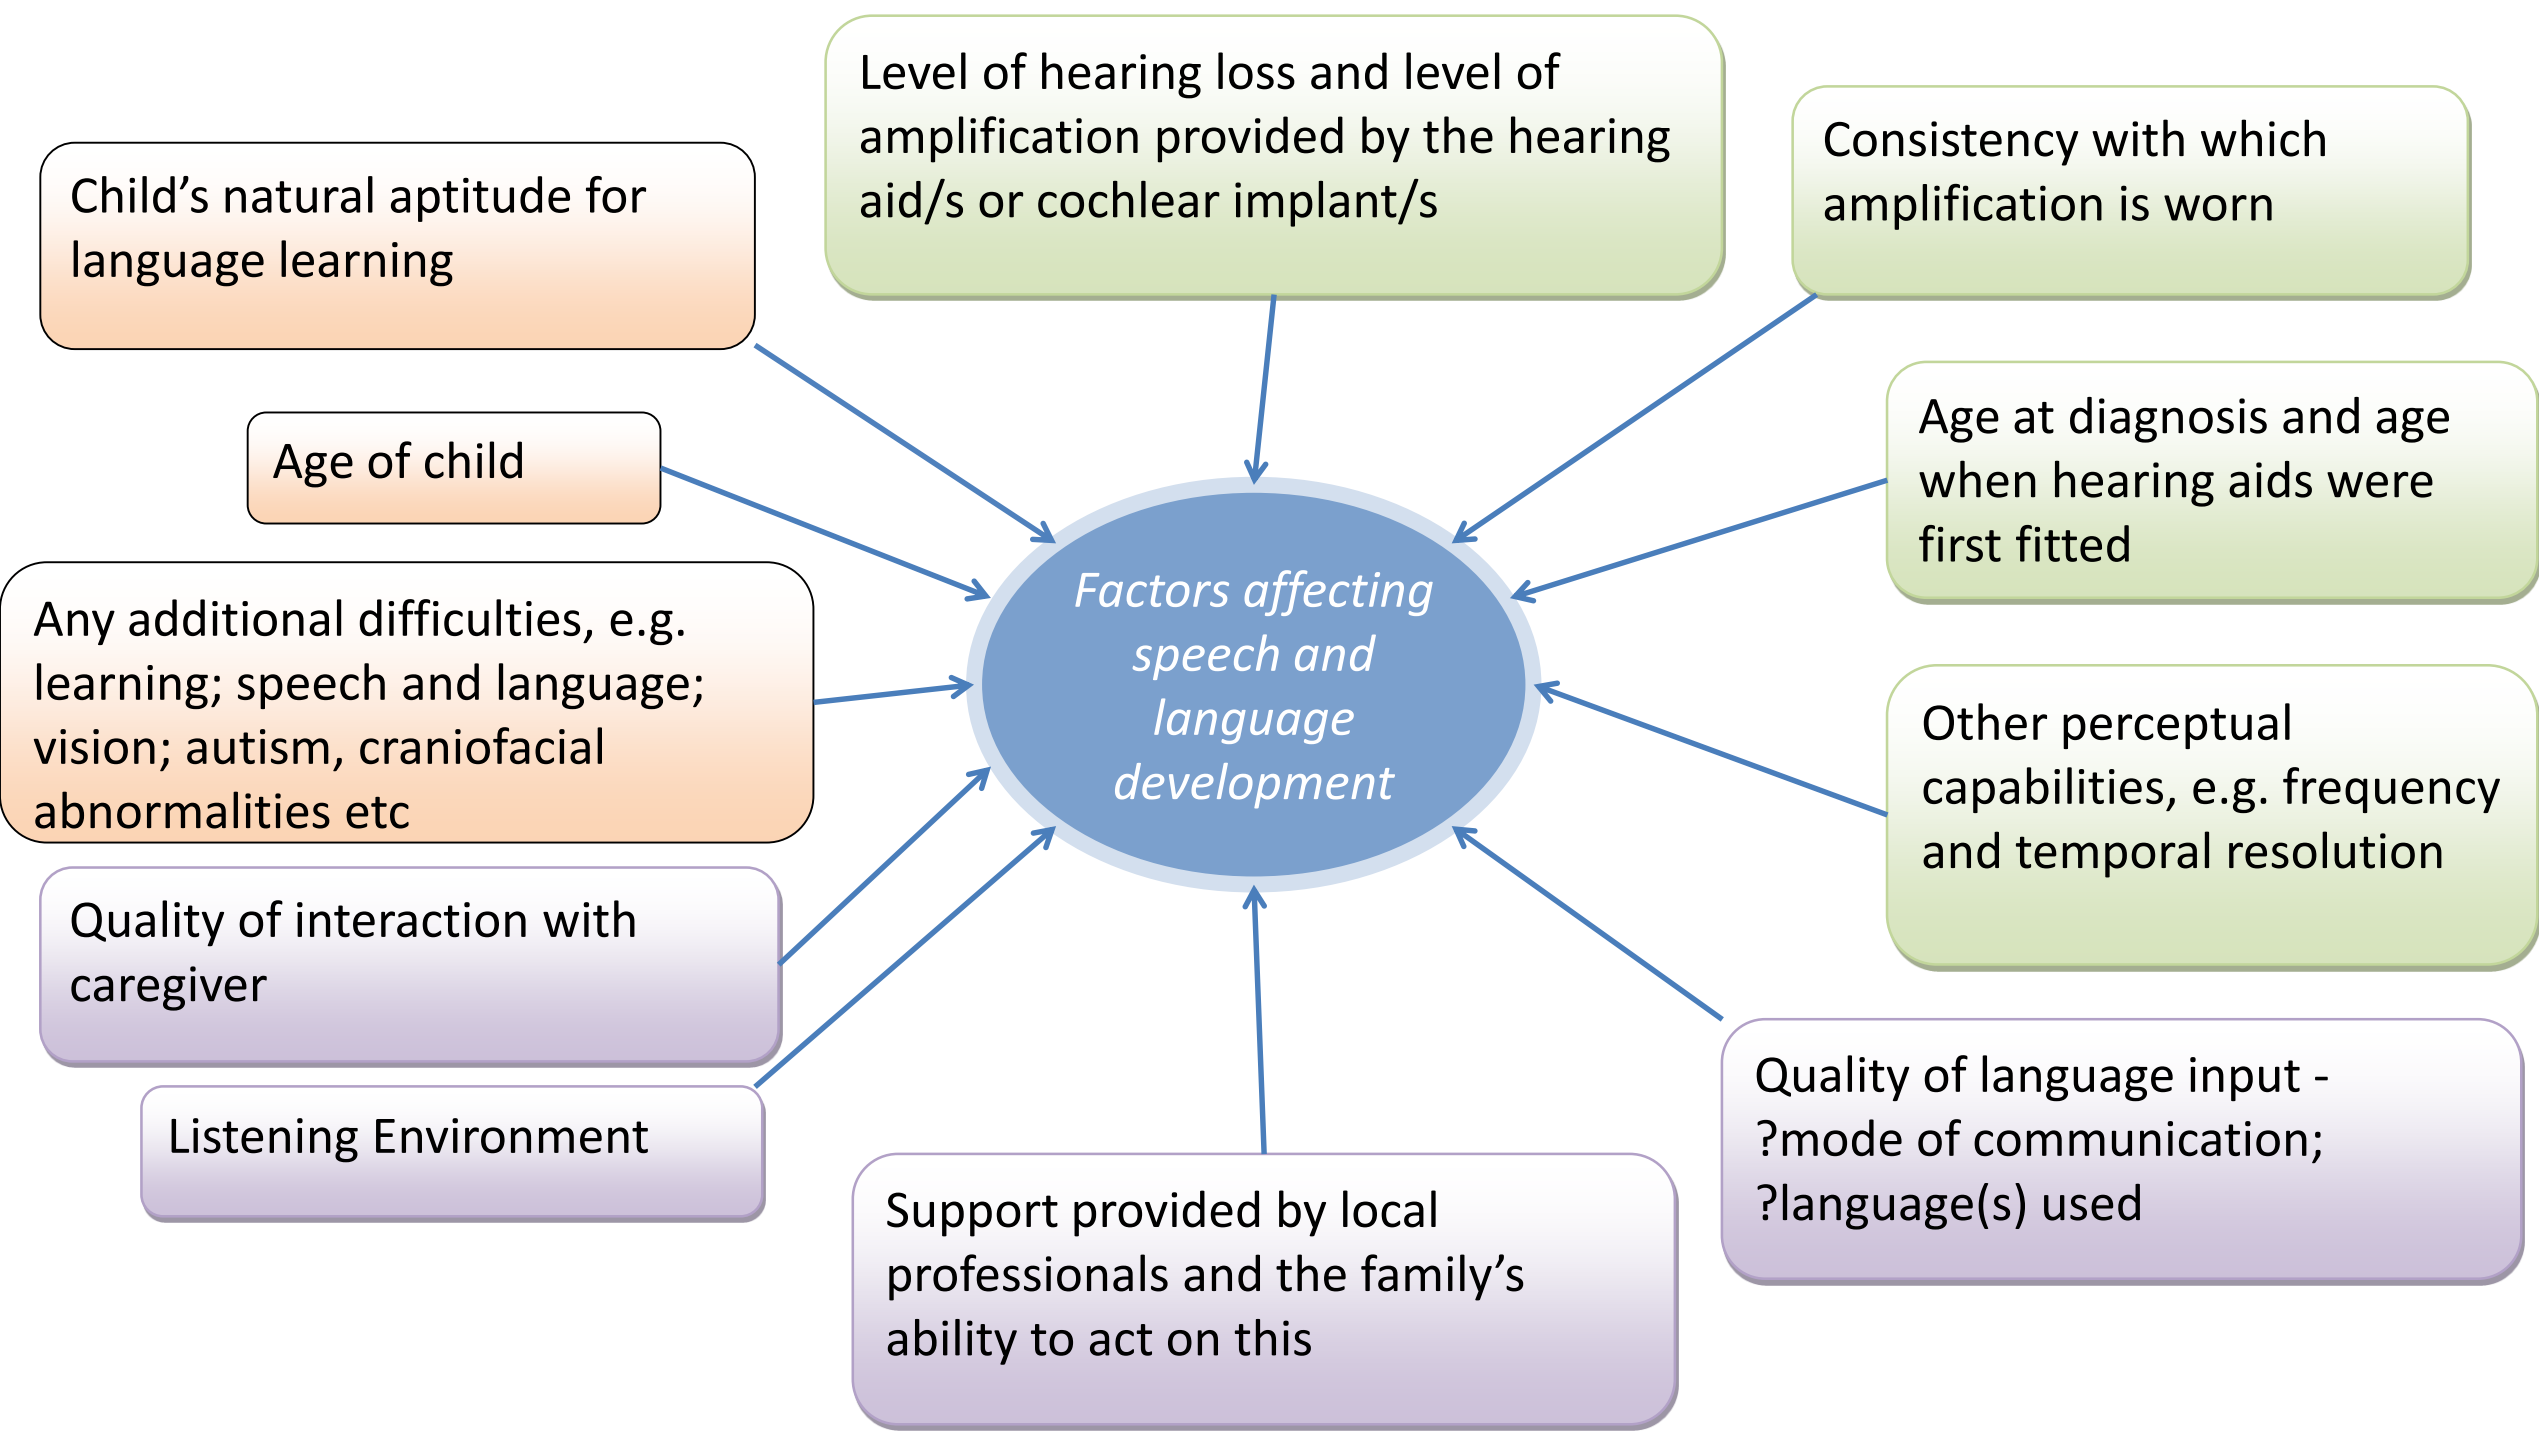 Level of hearing loss and level of
amplification provided by the hearing
aid/s or cochlear implant/s
Consistency with which
amplification is worn
Child’s natural aptitude for
language learning
Age at diagnosis and age
when hearing aids were
first fitted
Age of child
Factors affecting
speech and
language
development
Any additional difficulties, e.g.
learning; speech and language;
vision; autism, craniofacial
abnormalities etc
Other perceptual
capabilities, e.g. frequency
and temporal resolution
Quality of interaction with
caregiver
Listening Environment
Quality of language input -
?mode of communication;
?language(s) used
Support provided by local
professionals and the family’s
ability to act on this